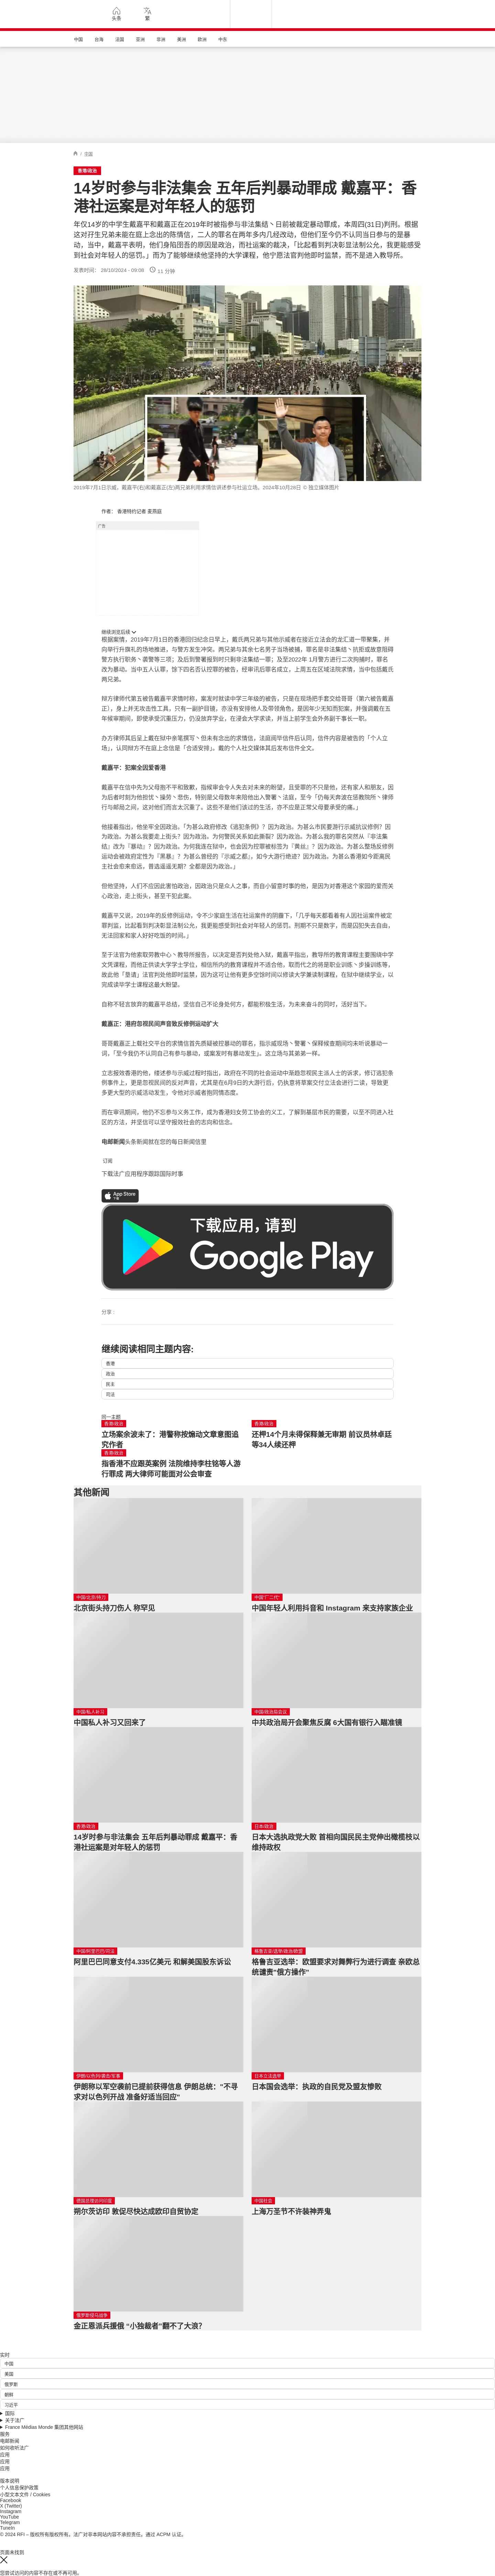 头条
繁
中国
台海
法国
亚洲
非洲
美洲
欧洲
中东
/ 法国
香港/政治
14岁时参与非法集会 五年后判暴动罪成 戴嘉平：香
港社运案是对年轻人的惩罚
年仅14岁的中学生戴嘉平和戴嘉正在2019年时被指参与非法集结丶日前被裁定暴动罪成，本周四(31日)判刑。根据
这对孖生兄弟未能在庭上念出的陈情信，二人的罪名在两年多内几经改动，但他们至今仍不认同当日参与的是暴
动，当中，戴嘉平表明，他们身陷囹吾的原因是政治，而社运案的裁决，「比起看到判决彰显法制公允，我更能感受
到社会对年轻人的惩罚。」而为了能够继续他坚持的大学课程，他宁愿法官判他即时监禁，而不是进入教导所。
发表时间： 28/10/2024 - 03:09
11 分钟
2019年7月1日示威，戴嘉平(右)和戴嘉正(左)两兄弟利用求情信讲述参与社运立场。2024年10月28日 © 独立媒体图片
作者： 香港特约记者 麦燕庭
广告
继续浏览后续
根据案情，2019年7月1日的香港回归纪念日早上，戴氏两兄弟与其他示威者在接近立法会的龙汇道一带聚集，并
向举行升旗礼的场地推进，与警方发生冲突。两兄弟与其余七名男子当场被捕，罪名是非法集结丶抗拒或故意阻碍
警方执行职务丶袭警等三项；及后到警署报到时只剩非法集结一罪；及至2022年 1月警方进行二次拘捕时，罪名
改为暴动。当中五人认罪，馀下四名否认控罪的被告，经审讯后罪名成立，上周五在区域法院求情，当中包括戴氏
两兄弟。
辩方律师代第五被告戴嘉平求情时称，案发时就读中学三年级的被告，只是在现场把手套交给哥哥（第六被告戴嘉
正），身上并无攻击性工具，只有一副护目镜，亦没有安排他人及带领角色，是因年少无知而犯案，并强调戴在五
年候审期间，即使承受沉重压力，仍没放弃学业，在浸会大学求读，并当上前学生会外务副干事长一职。
办方律师其后呈上戴在狱中亲笔撰写丶但未有念出的求情信，法庭阅毕信件后认同，信件内容是被告的「个人立
场」，认同辩方不在庭上念信是「合适安排」。戴的个人社交媒体其后发布信件全文。
戴嘉平：犯案全因爱香港
戴嘉平在信中先为父母抱不平和致歉，指候审会令人失去对未来的盼望，且受罪的不只是他，还有家人和朋友，因
为后者时刻为他担忧丶操劳丶悲伤，特别是父母数年来陪他出入警署丶法庭，至今「仍每天奔波在惩教院所丶律师
行与邮局之间，这对他们而言太沉重了。这些不是他们该过的生活，亦不应是正常父母要承受的痛。」
他接着指出，他坐牢全因政治，「为甚么政府修改《逃犯条例》？因为政治。为甚么市民要游行示威抗议修例？因
为政治。为甚么我要走上街头？因为政治。为何警民关系如此撕裂？因为政治。为甚么我的罪名突然从『非法集
结』改为『暴动』？因为政治。为何我连在狱中，也会因为控罪被标签为『黄丝』？因为政治。为甚么整场反修例
运动会被政府定性为『黑暴』？为甚么曾经的『示威之都』，如今大游行绝迹？因为政治。为甚么香港如今距离民
主社会愈来愈远，普选遥遥无期？全都是因为政治。」
但他坚持，人们不应因此害怕政治，因政治只是众人之事，而自小留意时事的他，是因为对香港这个家园的爱而关
心政治，走上街头，甚至干犯此案。
戴嘉平又说，2019年的反修例运动，令不少家庭生活在社运案件的阴霾下，「几乎每天都看着有人因社运案件被定
罪判监，比起看到判决彰显法制公允，我更能感受到社会对年轻人的惩罚。刑期不只是数字，而是囚犯失去自由，
无法回家和家人好好吃饭的时间。」
至于法官为他索取劳教中心丶教导所报告，以决定是否判处他入狱，戴嘉平指出，教导所的教育课程主要围绕中学
文凭课程，而他正供读大学学士学位，相信所内的教育课程并不适合他，取而代之的将是职业训练丶步操训练等，
故此他「恳请」法官判处他即时监禁，因为这可让他有更多空馀时间以修读大学兼读制课程，在狱中继续学业，以
完成读毕学士课程这最大盼望。
自称不轻言放弃的戴嘉平总结，坚信自己不论身处何方，都能积极生活，为未来奋斗的同时，活好当下。
戴嘉正：港府忽视民间声音致反修例运动扩大
哥哥戴嘉正上载社交平台的求情信首先质疑被控暴动的罪名，指示威现场丶警署丶保释候查期间均未听说暴动一
词，「至今我仍不认同自己有参与暴动，或案发时有暴动发生」。这立场与其弟弟一样。
立志报效香港的他，缕述参与示威过程时指出，政府在不同的社会运动中渐趋忽视民主派人士的诉求，修订逃犯条
例事件上，更是忽视民间的反对声音，尤其是在6月9日的大游行后，仍执意将草案交付立法会进行二读，导致更
多更大型的示威活动发生，令他对示威者抱同情态度。
而在审讯期间，他仍不忘参与义务工作，成为香港妇女劳工协会的义工，了解到基层市民的需要，以至不同进入社
区的方法，并坚信可以坚守报效社会的志向和信念。
电邮新闻头条新闻就在您的每日新闻信里
订阅
下载法广应用程序跟踪国际时事
App Store
下载
下载应用，请到
Google Play
分享 :
继续阅读相同主题内容:
香港
政治
民主
司法
同一主题
香港/政治
立场案余波未了：港警称按煽动文章意图追
究作者
香港/政治
还押14个月未得保释兼无审期 前议员林卓廷
等34人续还押
香港/政治
指香港不应跟英案例 法院维持李柱铭等人游
行罪成 两大律师可能面对公会审查
其他新闻
中国/北京/持刀
北京街头持刀伤人 称罕见
中国"厂二代"
中国年轻人利用抖音和 Instagram 来支持家族企业
中国/私人补习
中国私人补习又回来了
中国/政治局会议
中共政治局开会聚焦反腐 6大国有银行入瞄准镜
香港/政治
14岁时参与非法集会 五年后判暴动罪成 戴嘉平：香
港社运案是对年轻人的惩罚
日本/政治
日本大选执政党大败 首相向国民民主党伸出橄榄枝以
维持政权
中国/阿里巴巴/司法
阿里巴巴同意支付4.335亿美元 和解美国股东诉讼
格鲁吉亚/选举/政治/欧盟
格鲁吉亚选举：欧盟要求对舞弊行为进行调查 亲欧总
统谴责"俄方操作"
伊朗/以色列/袭击/军事
伊朗称以军空袭前已提前获得信息 伊朗总统："不寻
求对以色列开战 准备好适当回应"
日本立法选举
日本国会选举：执政的自民党及盟友惨败
德国总理访问印度
朔尔茨访印 敦促尽快达成欧印自贸协定
中国社会
上海万圣节不许装神弄鬼
俄罗斯侵乌战争
金正恩派兵援俄 "小独裁者"翻不了大浪？
实时
中国
美国
俄罗斯
朝鲜
习近平
国际
关于法广
France Médias Monde 集团其他网站
服务
电邮新闻
如何收听法广
应用
应用
应用
版本说明
个人信息保护政策
小型文本文件 / Cookies
Facebook
X (Twitter)
Instagram
YouTube
Telegram
TuneIn
© 2024 RFI – 版权所有版权所有。法广对非本网站内容不承担责任。通过 ACPM 认证。
页面未找到
您尝试访问的内容不存在或不再可用。